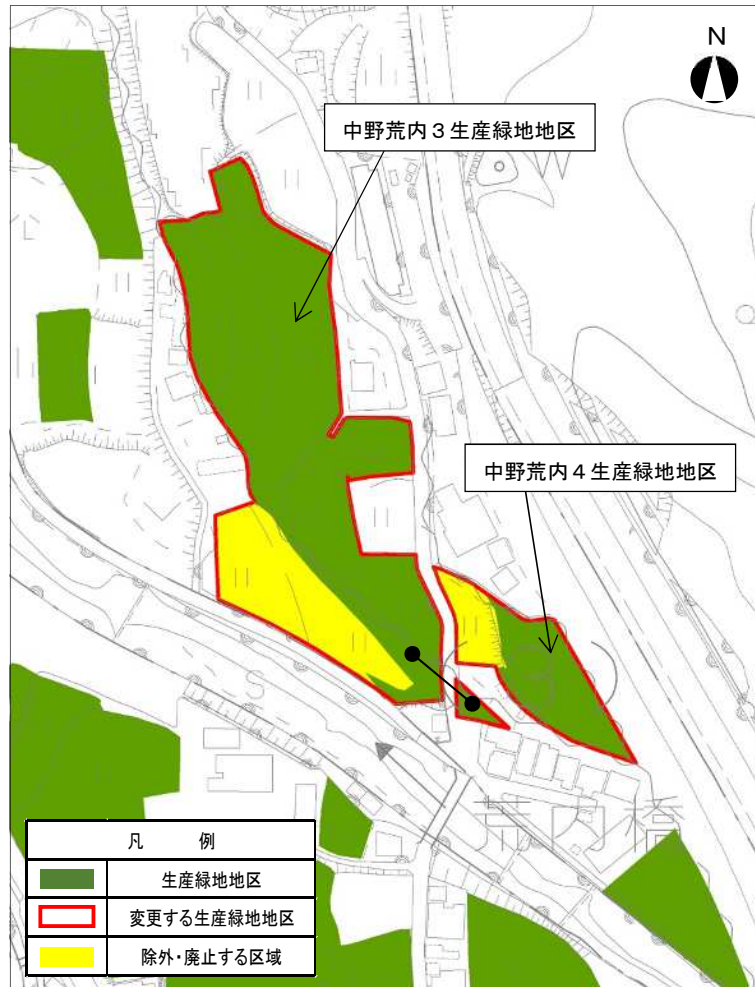 N
中野荒内3生産緑地地区
中野荒内4生産緑地地区
S
荒内橋
凡 例
生産緑地地区
変更する生産緑地地区
除外・廃止する区域